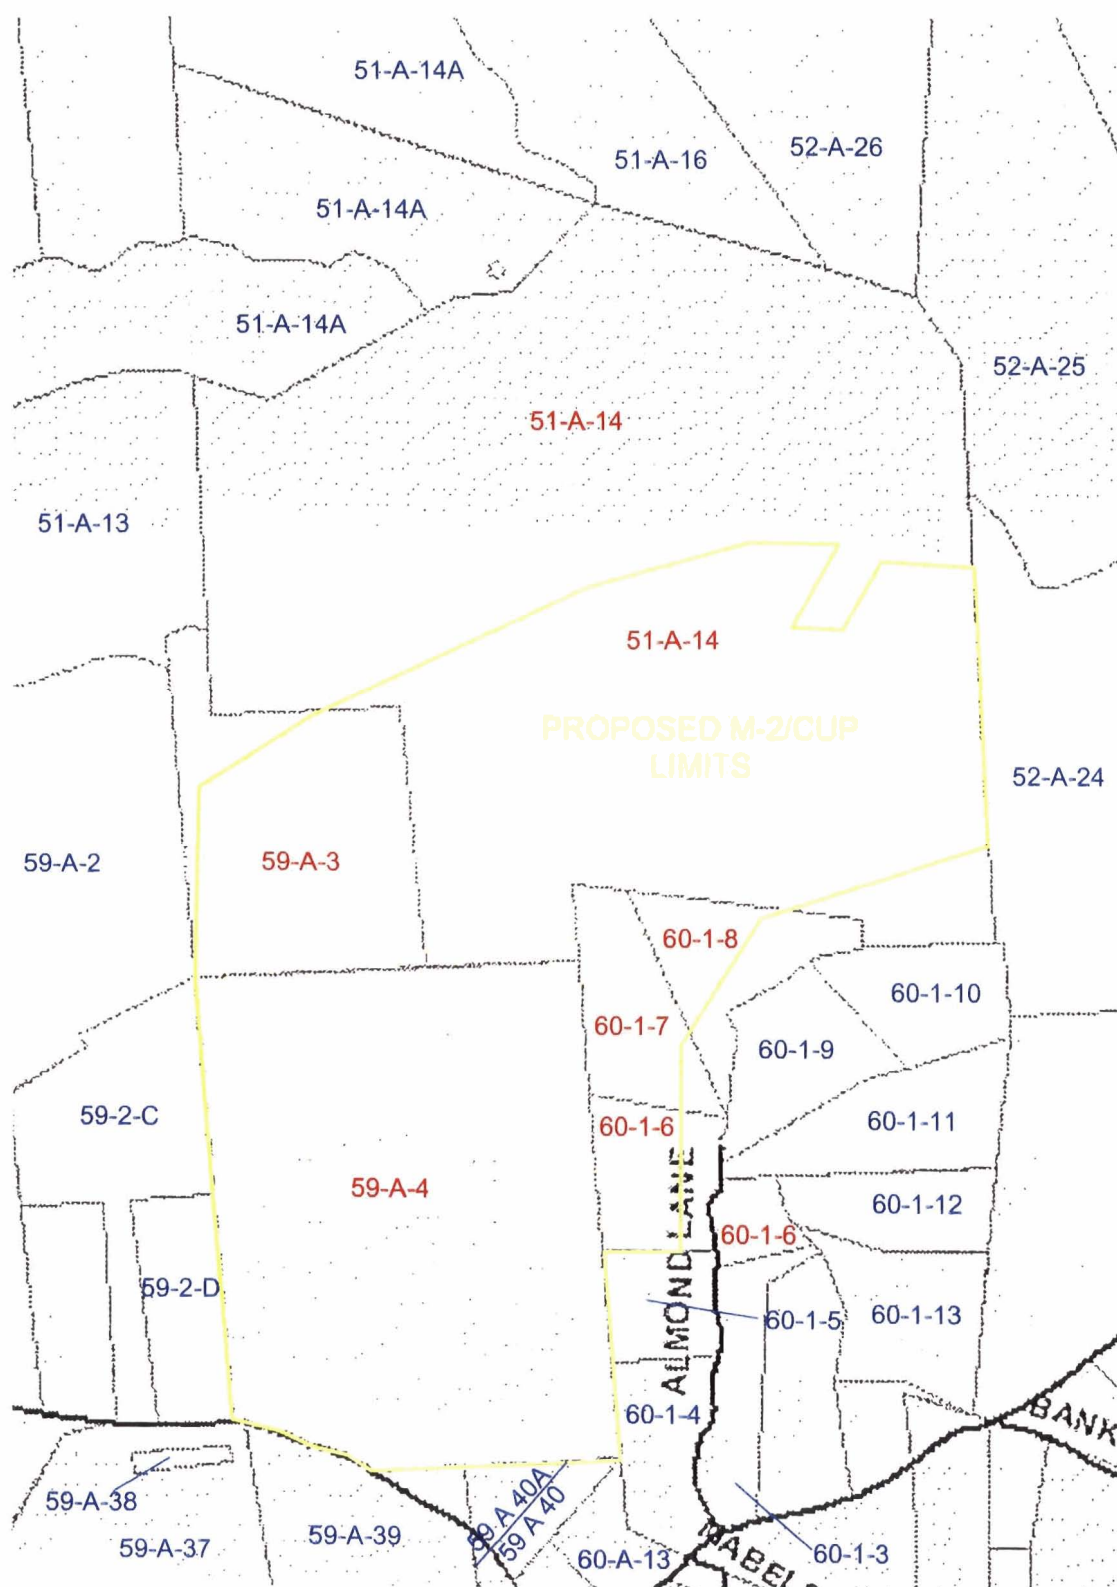 51-A-14A
51-A-16
52-A-26
51-A-14A
51-A-14A
52-A-25
51-A-14
51-A-13
51-A-14
PROPOSED M-2/CUP
LIMITS
52-A-24
59-A-2
59-A-3
60-1-8
60-1-10
60-1-7
60-1-9
59-2-C
60-1-6
60-1-11
59-A-4
ALMOND LANE
60-1-12
60-1-6
59-2-D
60-1-5
60-1-13
60-1-4
BANK
59-A-38
59 A 40A
59 A 40
59-A-39
59-A-37
60-A-13
MABEL
60-1-3